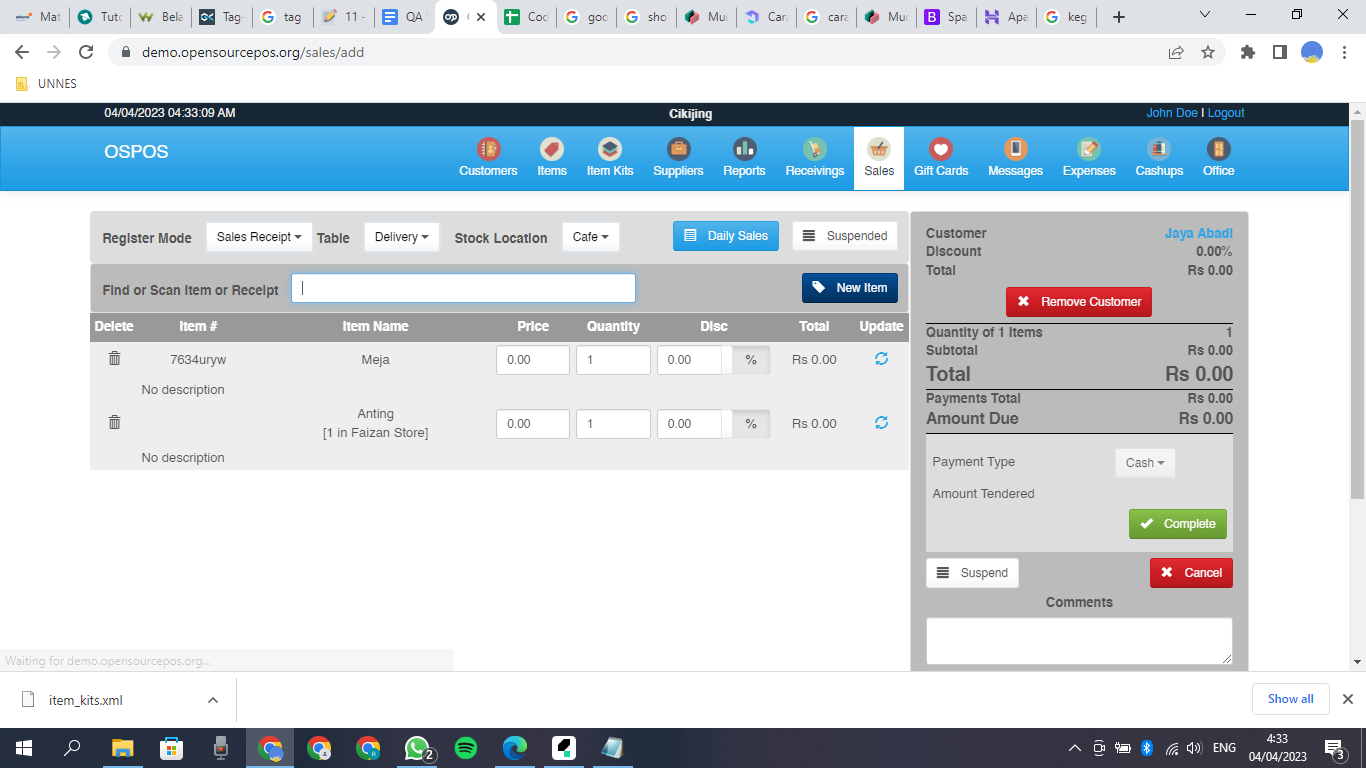 Mat
Tuto
Bela
Tag-
tag
11 -
QA
Cod
goo
sho
Muc
Cara
cara
Muc
Spa
Apa
keg
demo.opensourcepos.org/sales/add
UNNES
04/04/2023 04:33:09 AM
Cikijing
John Doe | Logout
OSPOS
Customers
Items
Item Kits
Suppliers
Reports
Receivings
Sales
Gift Cards
Messages
Expenses
Cashups
Office
Register Mode
Sales Receipt
Table
Delivery
Stock Location
Cafe
Daily Sales
Suspended
Find or Scan Item or Receipt
New Item
Delete Item # Item Name Price Quantity Disc Total Update
7634uryw Meja 0.00 1 0.00 % Rs 0.00
No description
Anting
[1 in Faizan Store] 0.00 1 0.00 % Rs 0.00
No description
Customer Jaya Abadi
Discount 0.00%
Total Rs 0.00
Remove Customer
Quantity of 1 Items 1
Subtotal Rs 0.00
Total Rs 0.00
Payments Total Rs 0.00
Amount Due Rs 0.00
Payment Type Cash
Amount Tendered
Complete
Suspend
Cancel
Comments
Waiting for demo.opensourcepos.org...
item_kits.xml
Show all
2
ENG
4:33
04/04/2023
3